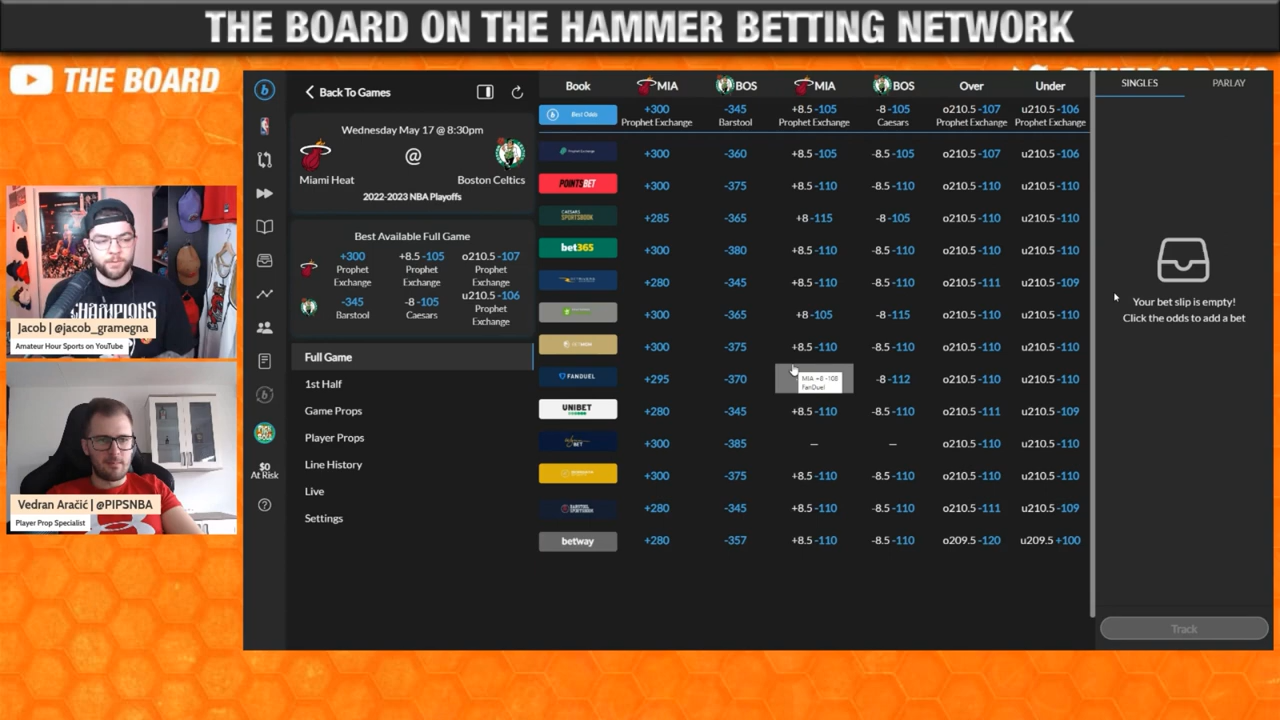 THE BOARD ON THE HAMMER BETTING NETWORK
THE BOARD
Back To Games
Wednesday May 17 @ 8:30pm
@
Miami Heat Boston Celtics
2022-2023 NBA Playoffs
Best Available Full Game
+300 +8.5 -105 o210.5 -107
Prophet Exchange Prophet Exchange Prophet Exchange
-345 -8 -105 u210.5 -106
Barstool Caesars Prophet Exchange
Full Game
1st Half
Game Props
Player Props
Line History
Live
Settings
$0
At Risk
Book MIA BOS MIA BOS Over Under
Best Odds +300 -345 +8.5 -105 -8 -105 o210.5 -107 u210.5 -106
Prophet Exchange Barstool Prophet Exchange Caesars Prophet Exchange Prophet Exchange
Prophet Exchange +300 -360 +8.5 -105 -8.5 -105 o210.5 -107 u210.5 -106
POINTSBET +300 -375 +8.5 -110 -8.5 -110 o210.5 -110 u210.5 -110
CAESARS SPORTSBOOK +285 -365 +8 -115 -8 -105 o210.5 -110 u210.5 -110
bet365 +300 -380 +8.5 -110 -8.5 -110 o210.5 -110 u210.5 -110
+280 -345 +8.5 -110 -8.5 -110 o210.5 -111 u210.5 -109
+300 -365 +8 -105 -8 -115 o210.5 -110 u210.5 -110
BETMGM +300 -375 +8.5 -110 -8.5 -110 o210.5 -110 u210.5 -110
FANDUEL +295 -370 -8 -112 o210.5 -110 u210.5 -110
MIA +8 -108
FanDuel
UNIBET +280 -345 +8.5 -110 -8.5 -110 o210.5 -111 u210.5 -109
BET +300 -385 — — o210.5 -110 u210.5 -110
+300 -375 +8.5 -110 -8.5 -110 o210.5 -110 u210.5 -110
+280 -345 +8.5 -110 -8.5 -110 o210.5 -111 u210.5 -109
betway +280 -357 +8.5 -110 -8.5 -110 o209.5 -120 u209.5 +100
SINGLES PARLAY
Your bet slip is empty!
Click the odds to add a bet
Track
CHAMPIONS
Jacob | @jacob_gramegna
Amateur Hour Sports on YouTube
Vedran Aračić | @PIPSNBA
Player Prop Specialist